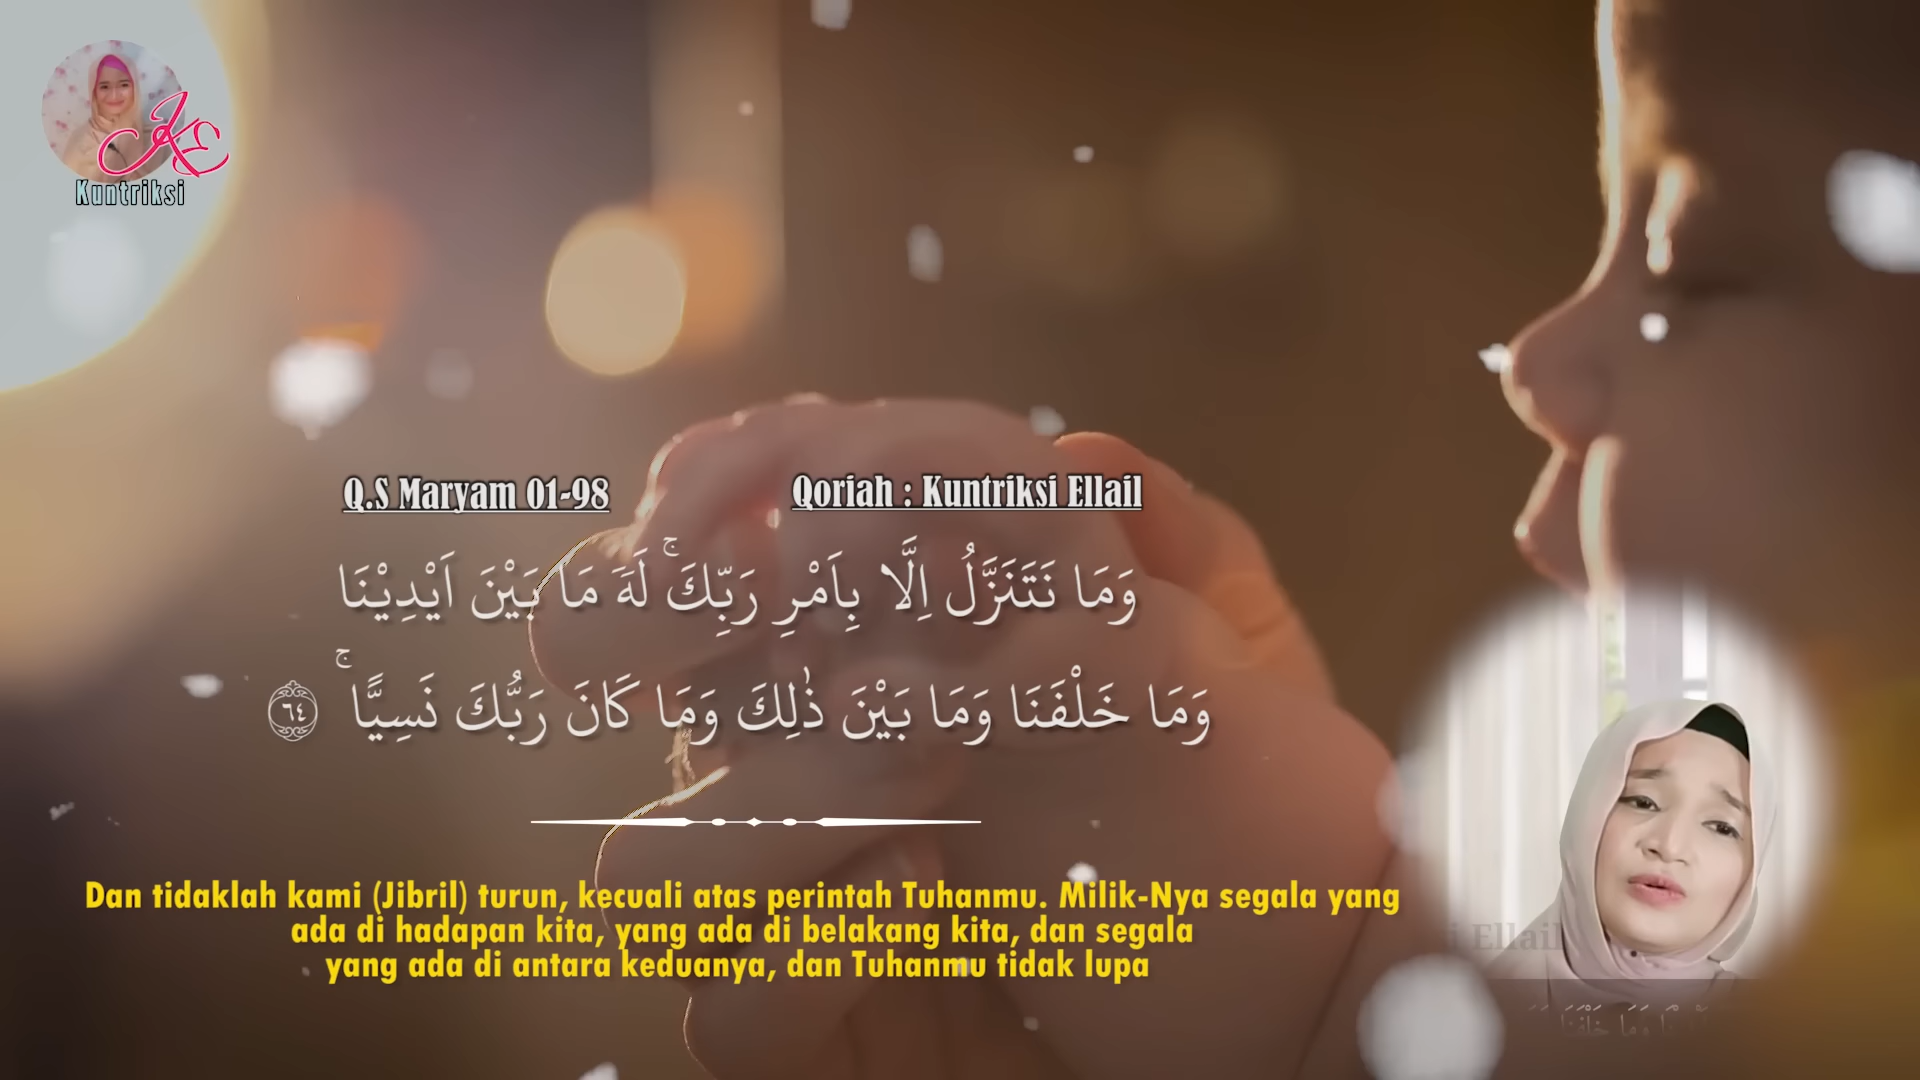 KE
Kuntriksi
Q.S Maryam 01-98
Qoriah : Kuntriksi Ellail
وَمَا نَتَنَزَّلُ اِلَّا بِاَمْرِ رَبِّكَۚ لَهٗ مَا بَيْنَ اَيْدِيْنَا
وَمَا خَلْفَنَا وَمَا بَيْنَ ذٰلِكَ وَمَا كَانَ رَبُّكَ نَسِيًّاۚ ٦٤
Dan tidaklah kami (Jibril) turun, kecuali atas perintah Tuhanmu. Milik-Nya segala yang
ada di hadapan kita, yang ada di belakang kita, dan segala
yang ada di antara keduanya, dan Tuhanmu tidak lupa
Ellail